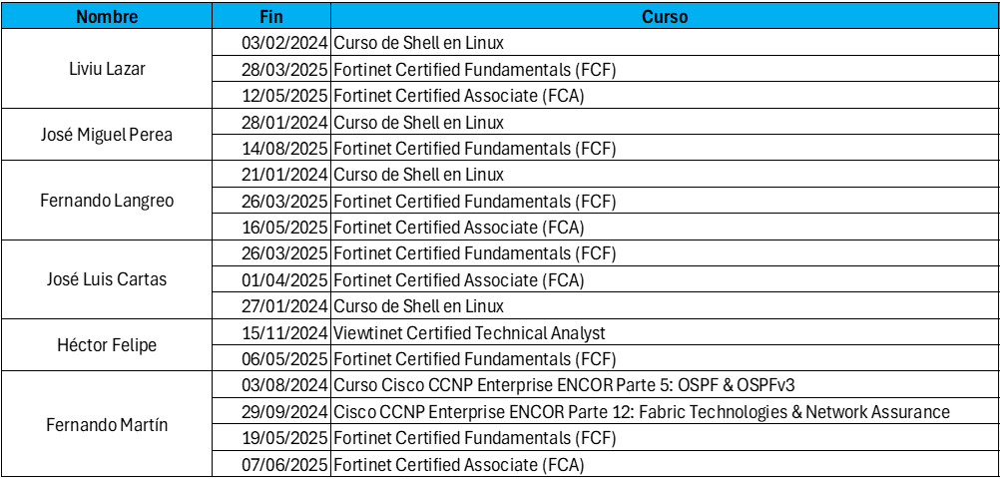 Nombre Fin Curso
Liviu Lazar
03/02/2024 Curso de Shell en Linux
28/03/2025 Fortinet Certified Fundamentals (FCF)
12/05/2025 Fortinet Certified Associate (FCA)
José Miguel Perea
28/01/2024 Curso de Shell en Linux
14/08/2025 Fortinet Certified Fundamentals (FCF)
Fernando Langreo
21/01/2024 Curso de Shell en Linux
26/03/2025 Fortinet Certified Fundamentals (FCF)
16/05/2025 Fortinet Certified Associate (FCA)
José Luis Cartas
26/03/2025 Fortinet Certified Fundamentals (FCF)
01/04/2025 Fortinet Certified Associate (FCA)
27/01/2024 Curso de Shell en Linux
Héctor Felipe
15/11/2024 Viewtinet Certified Technical Analyst
06/05/2025 Fortinet Certified Fundamentals (FCF)
Fernando Martín
03/08/2024 Curso Cisco CCNP Enterprise ENCOR Parte 5: OSPF & OSPFv3
29/09/2024 Cisco CCNP Enterprise ENCOR Parte 12: Fabric Technologies & Network Assurance
19/05/2025 Fortinet Certified Fundamentals (FCF)
07/06/2025 Fortinet Certified Associate (FCA)